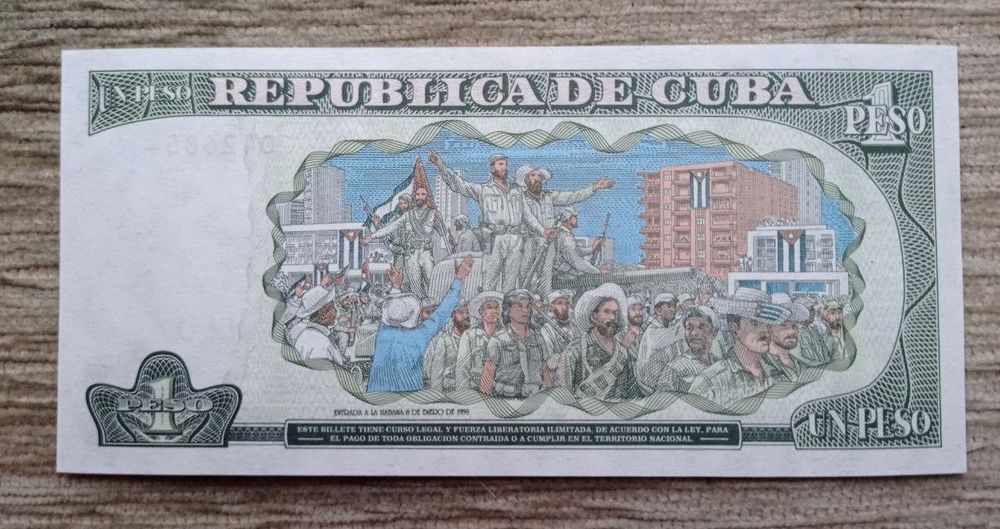 UN PESO REPUBLICA DE CUBA
1 PESO
ENTRADA A LA HABANA 8 DE ENERO DE 1959
1 PESO
ESTE BILLETE TIENE CURSO LEGAL Y FUERZA LIBERATORIA ILIMITADA, DE ACUERDO CON LA LEY, PARA
EL PAGO DE TODA OBLIGACION CONTRAIDA O A CUMPLIR EN EL TERRITORIO NACIONAL
UN PESO